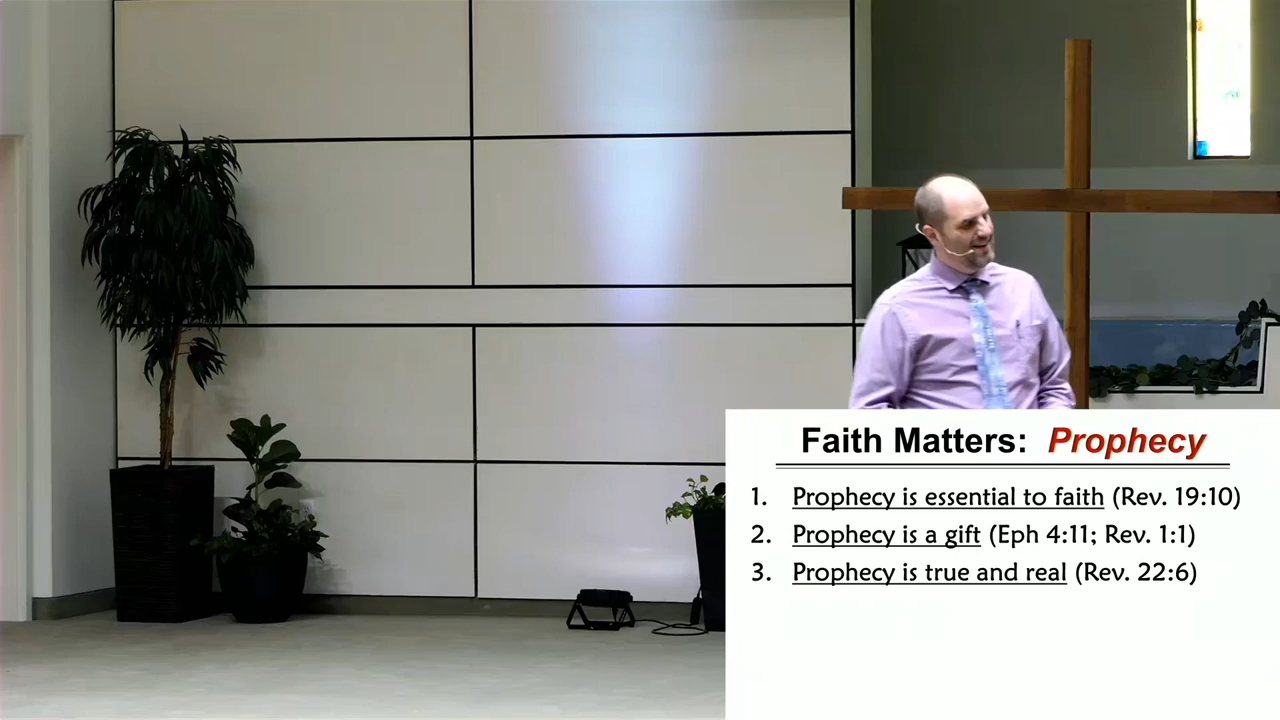 Faith Matters: Prophecy
1. Prophecy is essential to faith (Rev. 19:10)
2. Prophecy is a gift (Eph 4:11; Rev. 1:1)
3. Prophecy is true and real (Rev. 22:6)